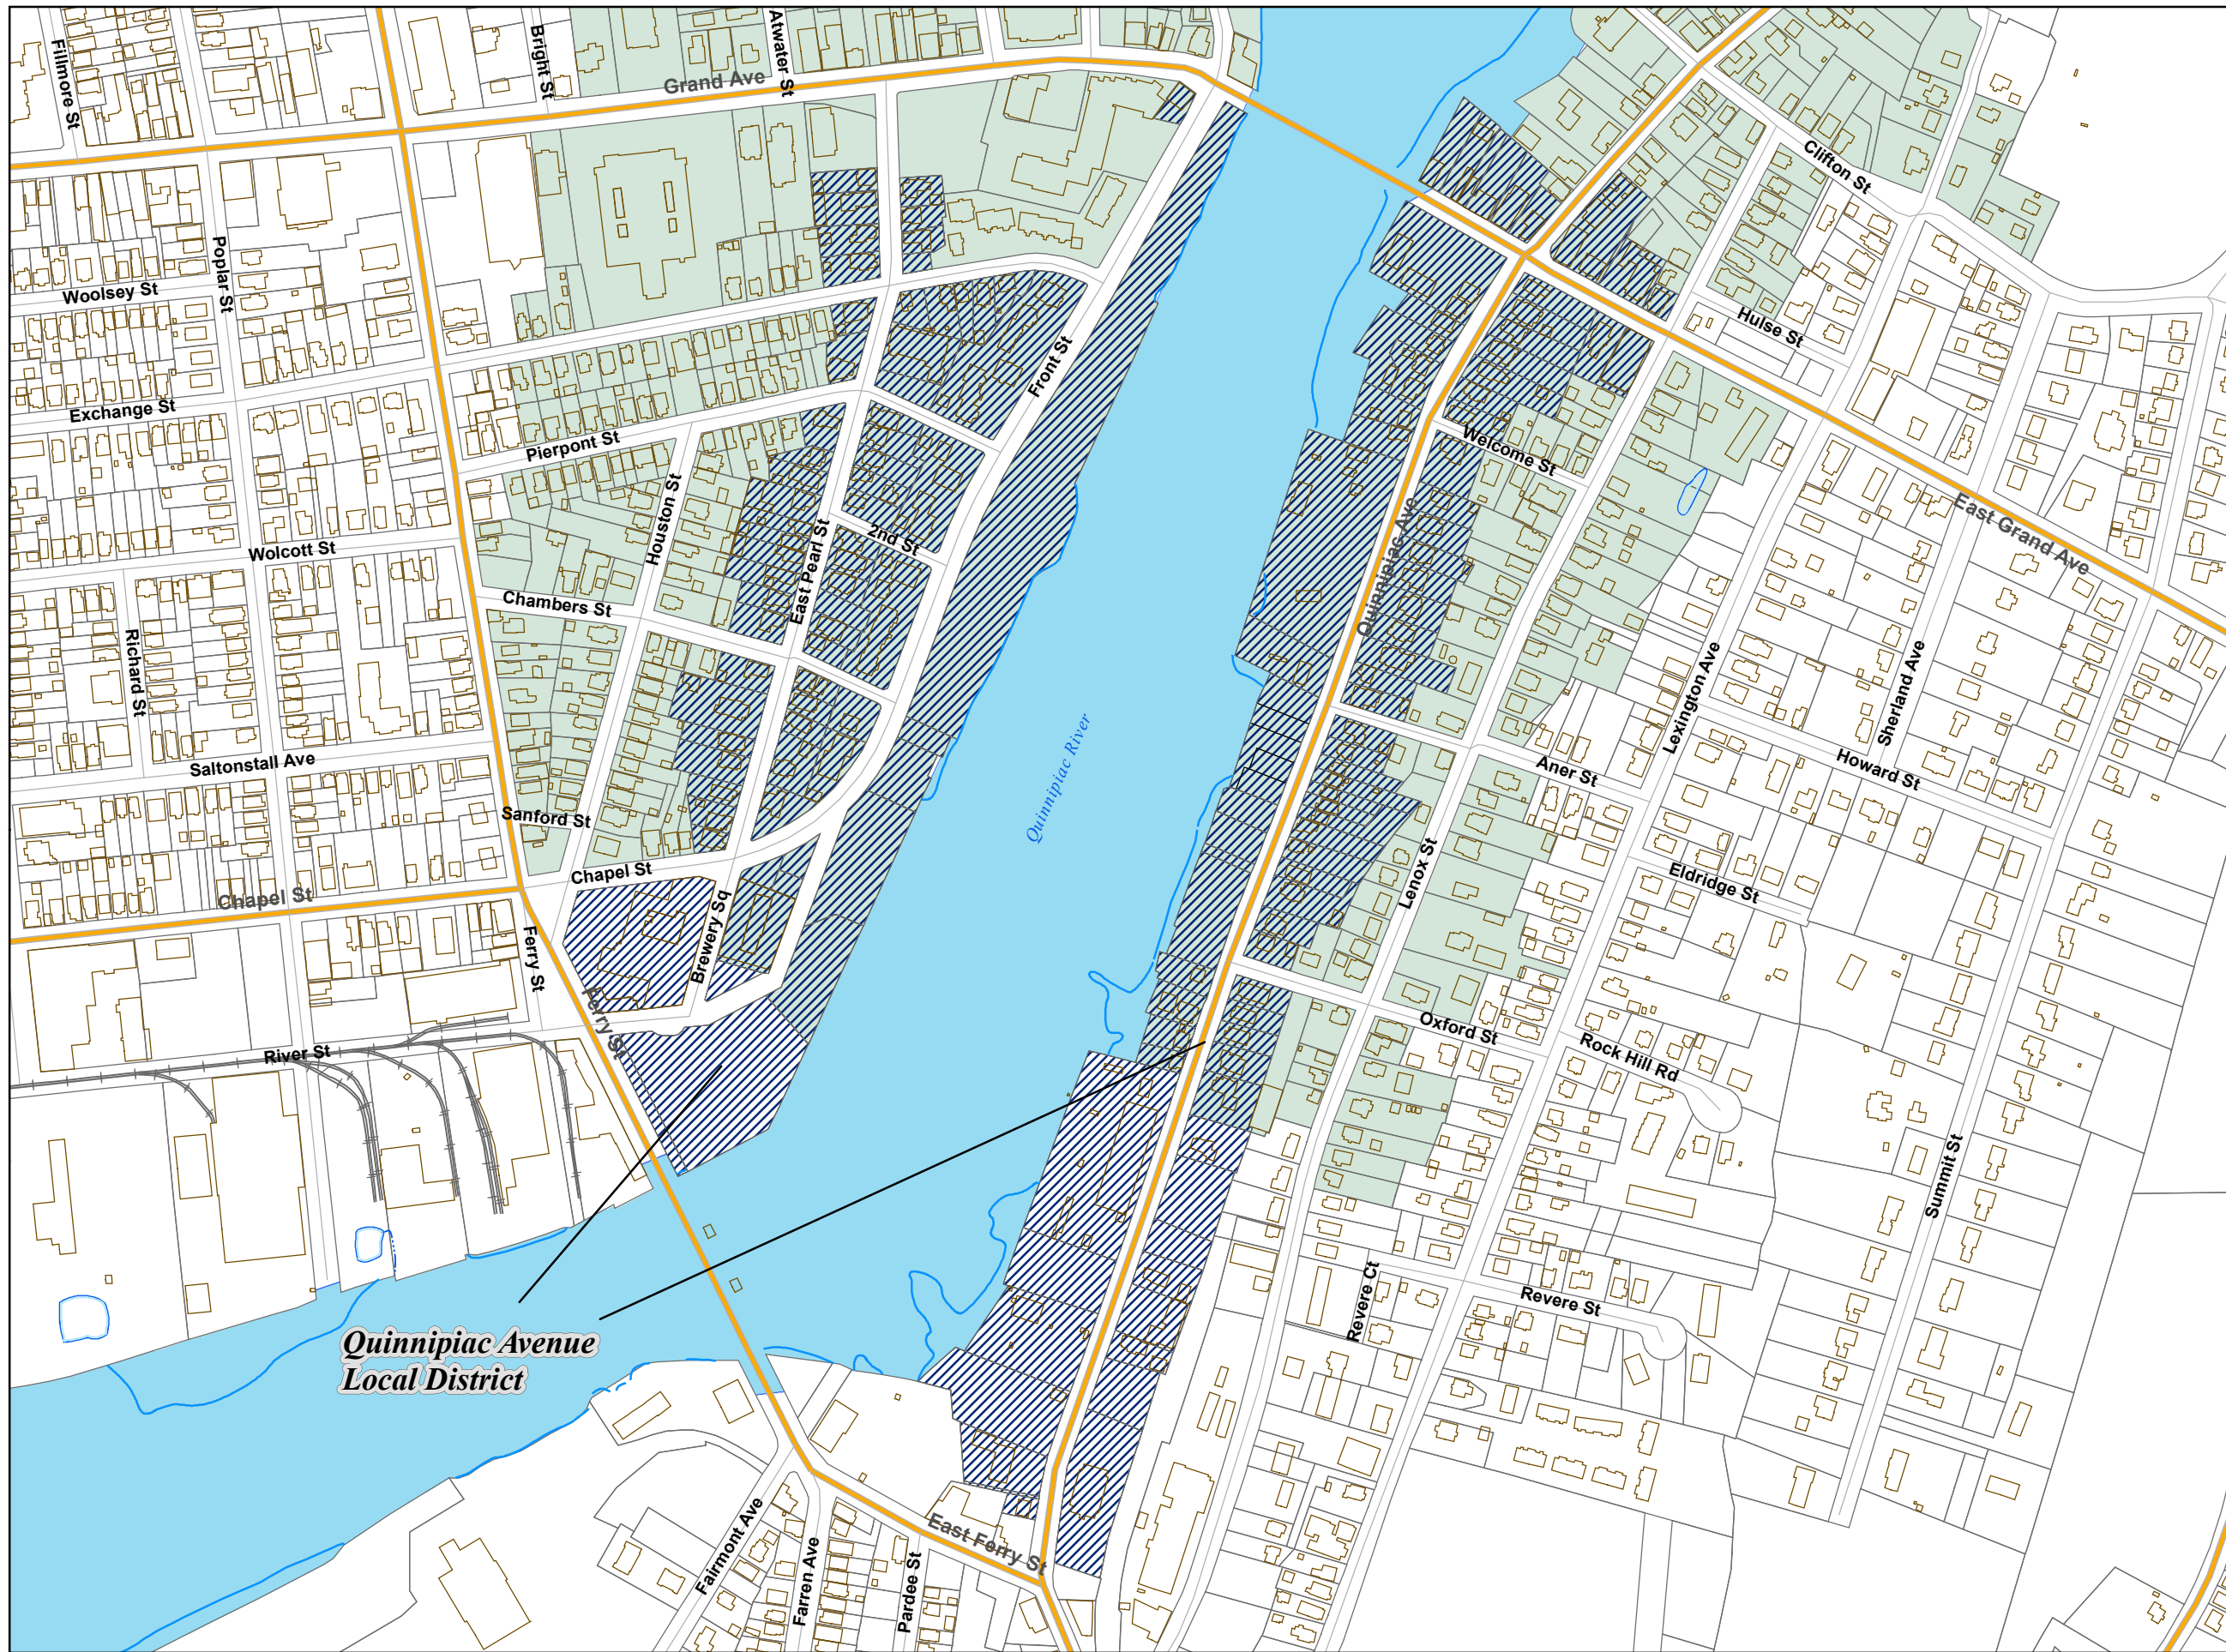 Fillmore St
Bright St
Atwater St
Grand Ave
Clifton St
Poplar St
Woolsey St
Hulse St
Front St
Exchange St
Pierpont St
Welcome St
Houston St
2nd St
East Pearl St
Quinnipiac Ave
East Grand Ave
Wolcott St
Chambers St
Richard St
Lexington Ave
Sherland Ave
Saltonstall Ave
Quinnipiac River
Aner St
Howard St
Sanford St
Chapel St
Chapel St
Lenox St
Eldridge St
Brewery Sq
Ferry St
Ferry St
Oxford St
Rock Hill Rd
River St
Summit St
Revere Ct
Revere St
Quinnipiac Avenue
Local District
Fairmont Ave
Farren Ave
Pardee St
East Ferry St